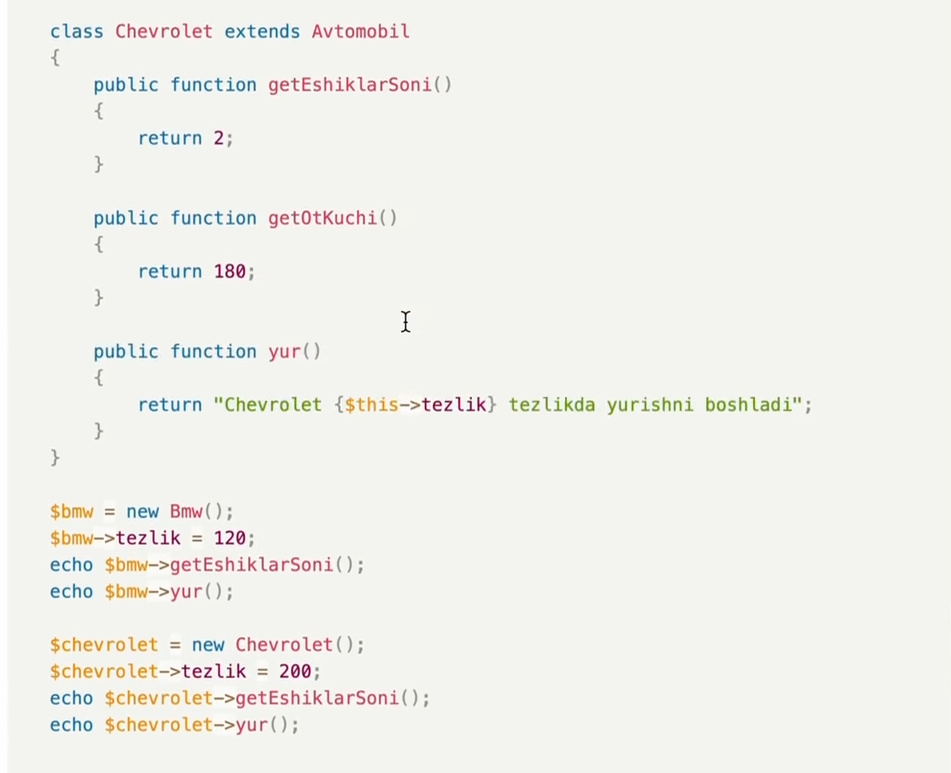 class Chevrolet extends Avtomobil
{
    public function getEshiklarSoni()
    {
        return 2;
    }

    public function getOtKuchi()
    {
        return 180;
    }

    public function yur()
    {
        return "Chevrolet {$this->tezlik} tezlikda yurishni boshladi";
    }
}

$bmw = new Bmw();
$bmw->tezlik = 120;
echo $bmw->getEshiklarSoni();
echo $bmw->yur();

$chevrolet = new Chevrolet();
$chevrolet->tezlik = 200;
echo $chevrolet->getEshiklarSoni();
echo $chevrolet->yur();